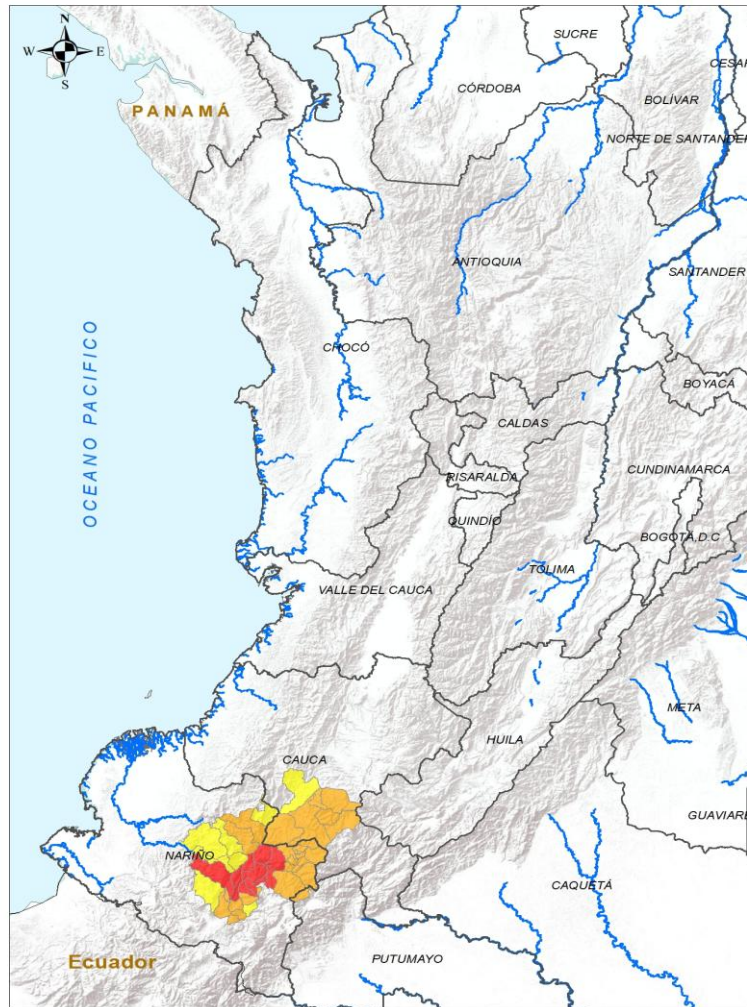 N
W E
S
SUCRE
CESAR
CÓRDOBA
BOLÍVAR
PANAMÁ
NORTE DE SANTANDER
ANTIOQUIA
SANTANDER
OCEANO PACIFICO
CHOCÓ
BOYACÁ
CALDAS
CUNDINAMARCA
RISARALDA
QUINDÍO
BOGOTÁ,D.C
TOLIMA
VALLE DEL CAUCA
META
HUILA
CAUCA
GUAVIARE
NARIÑO
CAQUETÁ
Ecuador
PUTUMAYO